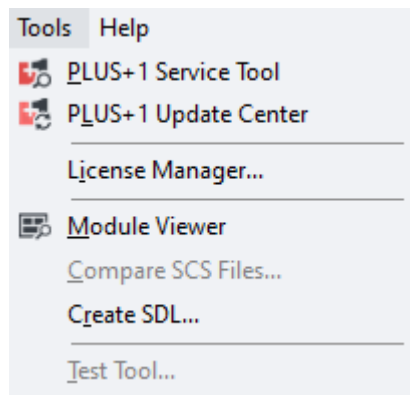 Tools Help
PLUS+1 Service Tool
PLUS+1 Update Center
License Manager...
Module Viewer
Compare SCS Files...
Create SDL...
Test Tool...